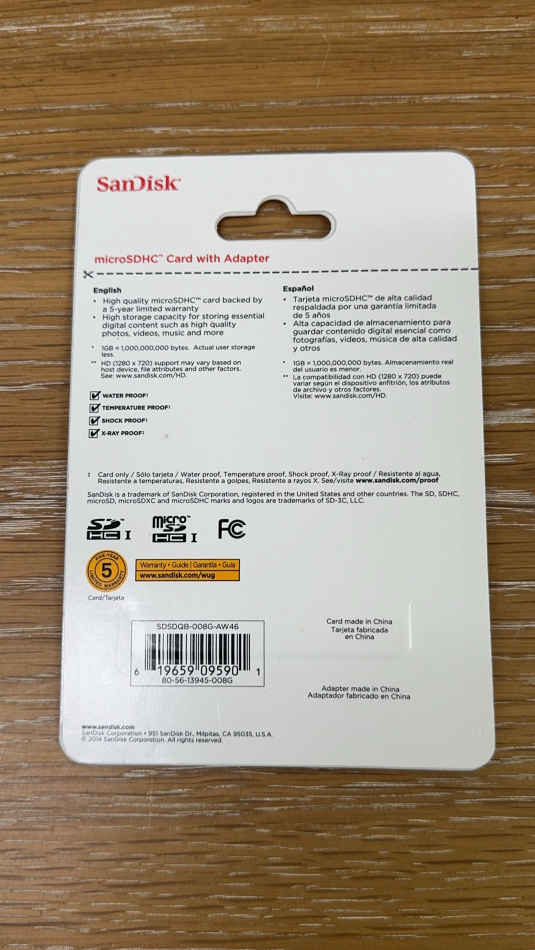 SanDisk®
microSDHC™ Card with Adapter
English
• High quality microSDHC™ card backed by
a 5-year limited warranty
• High storage capacity for storing essential
digital content such as high quality
photos, videos, music and more
* 1GB = 1,000,000,000 bytes. Actual user storage
less.
** HD (1280 x 720) support may vary based on
host device, file attributes and other factors.
See: www.sandisk.com/HD.
WATER PROOF‡
TEMPERATURE PROOF‡
SHOCK PROOF‡
X-RAY PROOF‡
Español
• Tarjeta microSDHC™ de alta calidad
respaldada por una garantía limitada
de 5 años
• Alta capacidad de almacenamiento para
guardar contenido digital esencial como
fotografías, videos, música de alta calidad
y otros
* 1GB = 1,000,000,000 bytes. Almacenamiento real
del usuario es menor.
** La compatibilidad con HD (1280 x 720) puede
variar según el dispositivo anfitrión, los atributos
de archivo y otros factores.
Visite: www.sandisk.com/HD.
‡ Card only / Sólo tarjeta / Water proof, Temperature proof, Shock proof, X-Ray proof / Resistente al agua,
Resistente a temperaturas, Resistente a golpes, Resistente a rayos X. See/visite www.sandisk.com/proof
SanDisk is a trademark of SanDisk Corporation, registered in the United States and other countries. The SD, SDHC,
microSD, microSDXC and microSDHC marks and logos are trademarks of SD-3C, LLC.
SD HC I
micro SD HC I
FC
FIVE-YEAR
5
LIMITED WARRANTY
Card/Tarjeta
Warranty • Guide | Garantía • Guía
www.sandisk.com/wug
SDSDQB-008G-AW46
6 19659 09590 1
80-56-13945-008G
Card made in China
Tarjeta fabricada
en China
Adapter made in China
Adaptador fabricado en China
www.sandisk.com
SanDisk Corporation • 951 SanDisk Dr., Milpitas, CA 95035, U.S.A.
© 2014 SanDisk Corporation. All rights reserved.